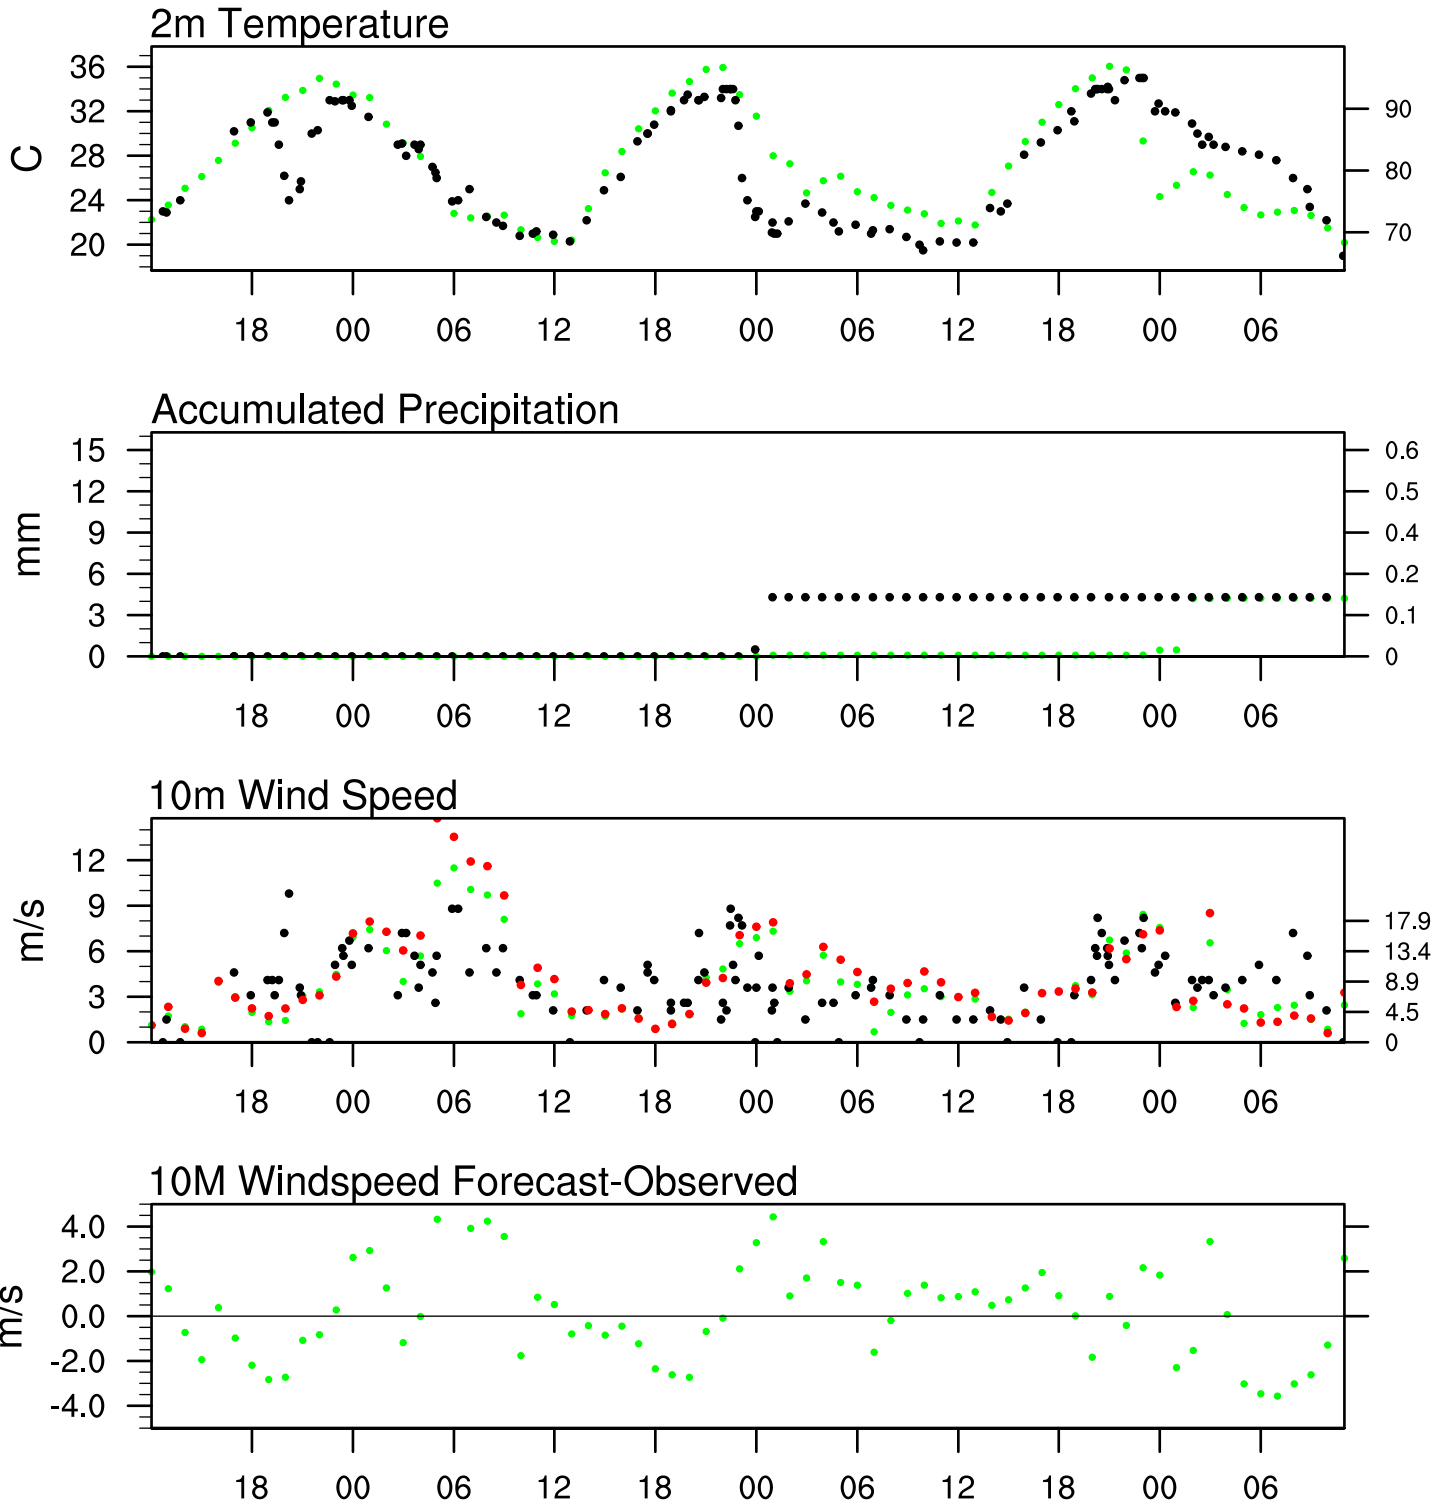 2m Temperature
C
36
32
28
24
20
90
80
70
18 00 06 12 18 00 06 12 18 00 06
Accumulated Precipitation
mm
15
12
9
6
3
0
0.6
0.5
0.4
0.2
0.1
0
18 00 06 12 18 00 06 12 18 00 06
10m Wind Speed
m/s
12
9
6
3
0
17.9
13.4
8.9
4.5
0
18 00 06 12 18 00 06 12 18 00 06
10M Windspeed Forecast-Observed
m/s
4.0
2.0
0.0
-2.0
-4.0
18 00 06 12 18 00 06 12 18 00 06